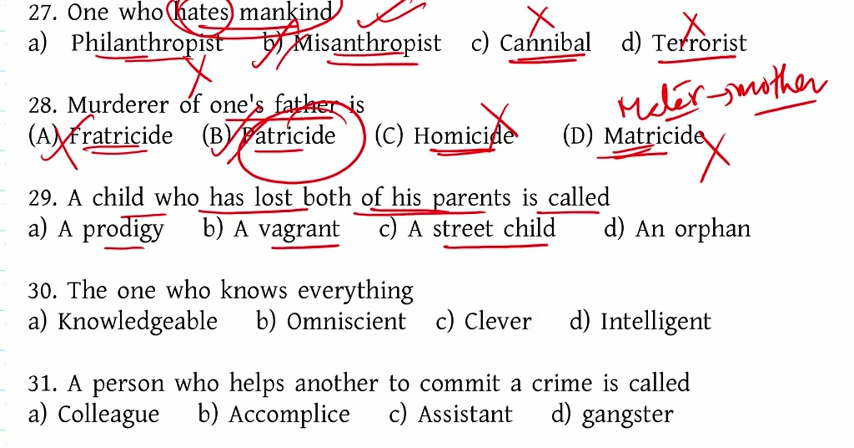 27. One who hates mankind
a) Philanthropist b) Misanthropist c) Cannibal d) Terrorist
Mater→mother
28. Murderer of one's father is
(A) Fratricide (B) Patricide (C) Homicide (D) Matricide
29. A child who has lost both of his parents is called
a) A prodigy b) A vagrant c) A street child d) An orphan
30. The one who knows everything
a) Knowledgeable b) Omniscient c) Clever d) Intelligent
31. A person who helps another to commit a crime is called
a) Colleague b) Accomplice c) Assistant d) gangster